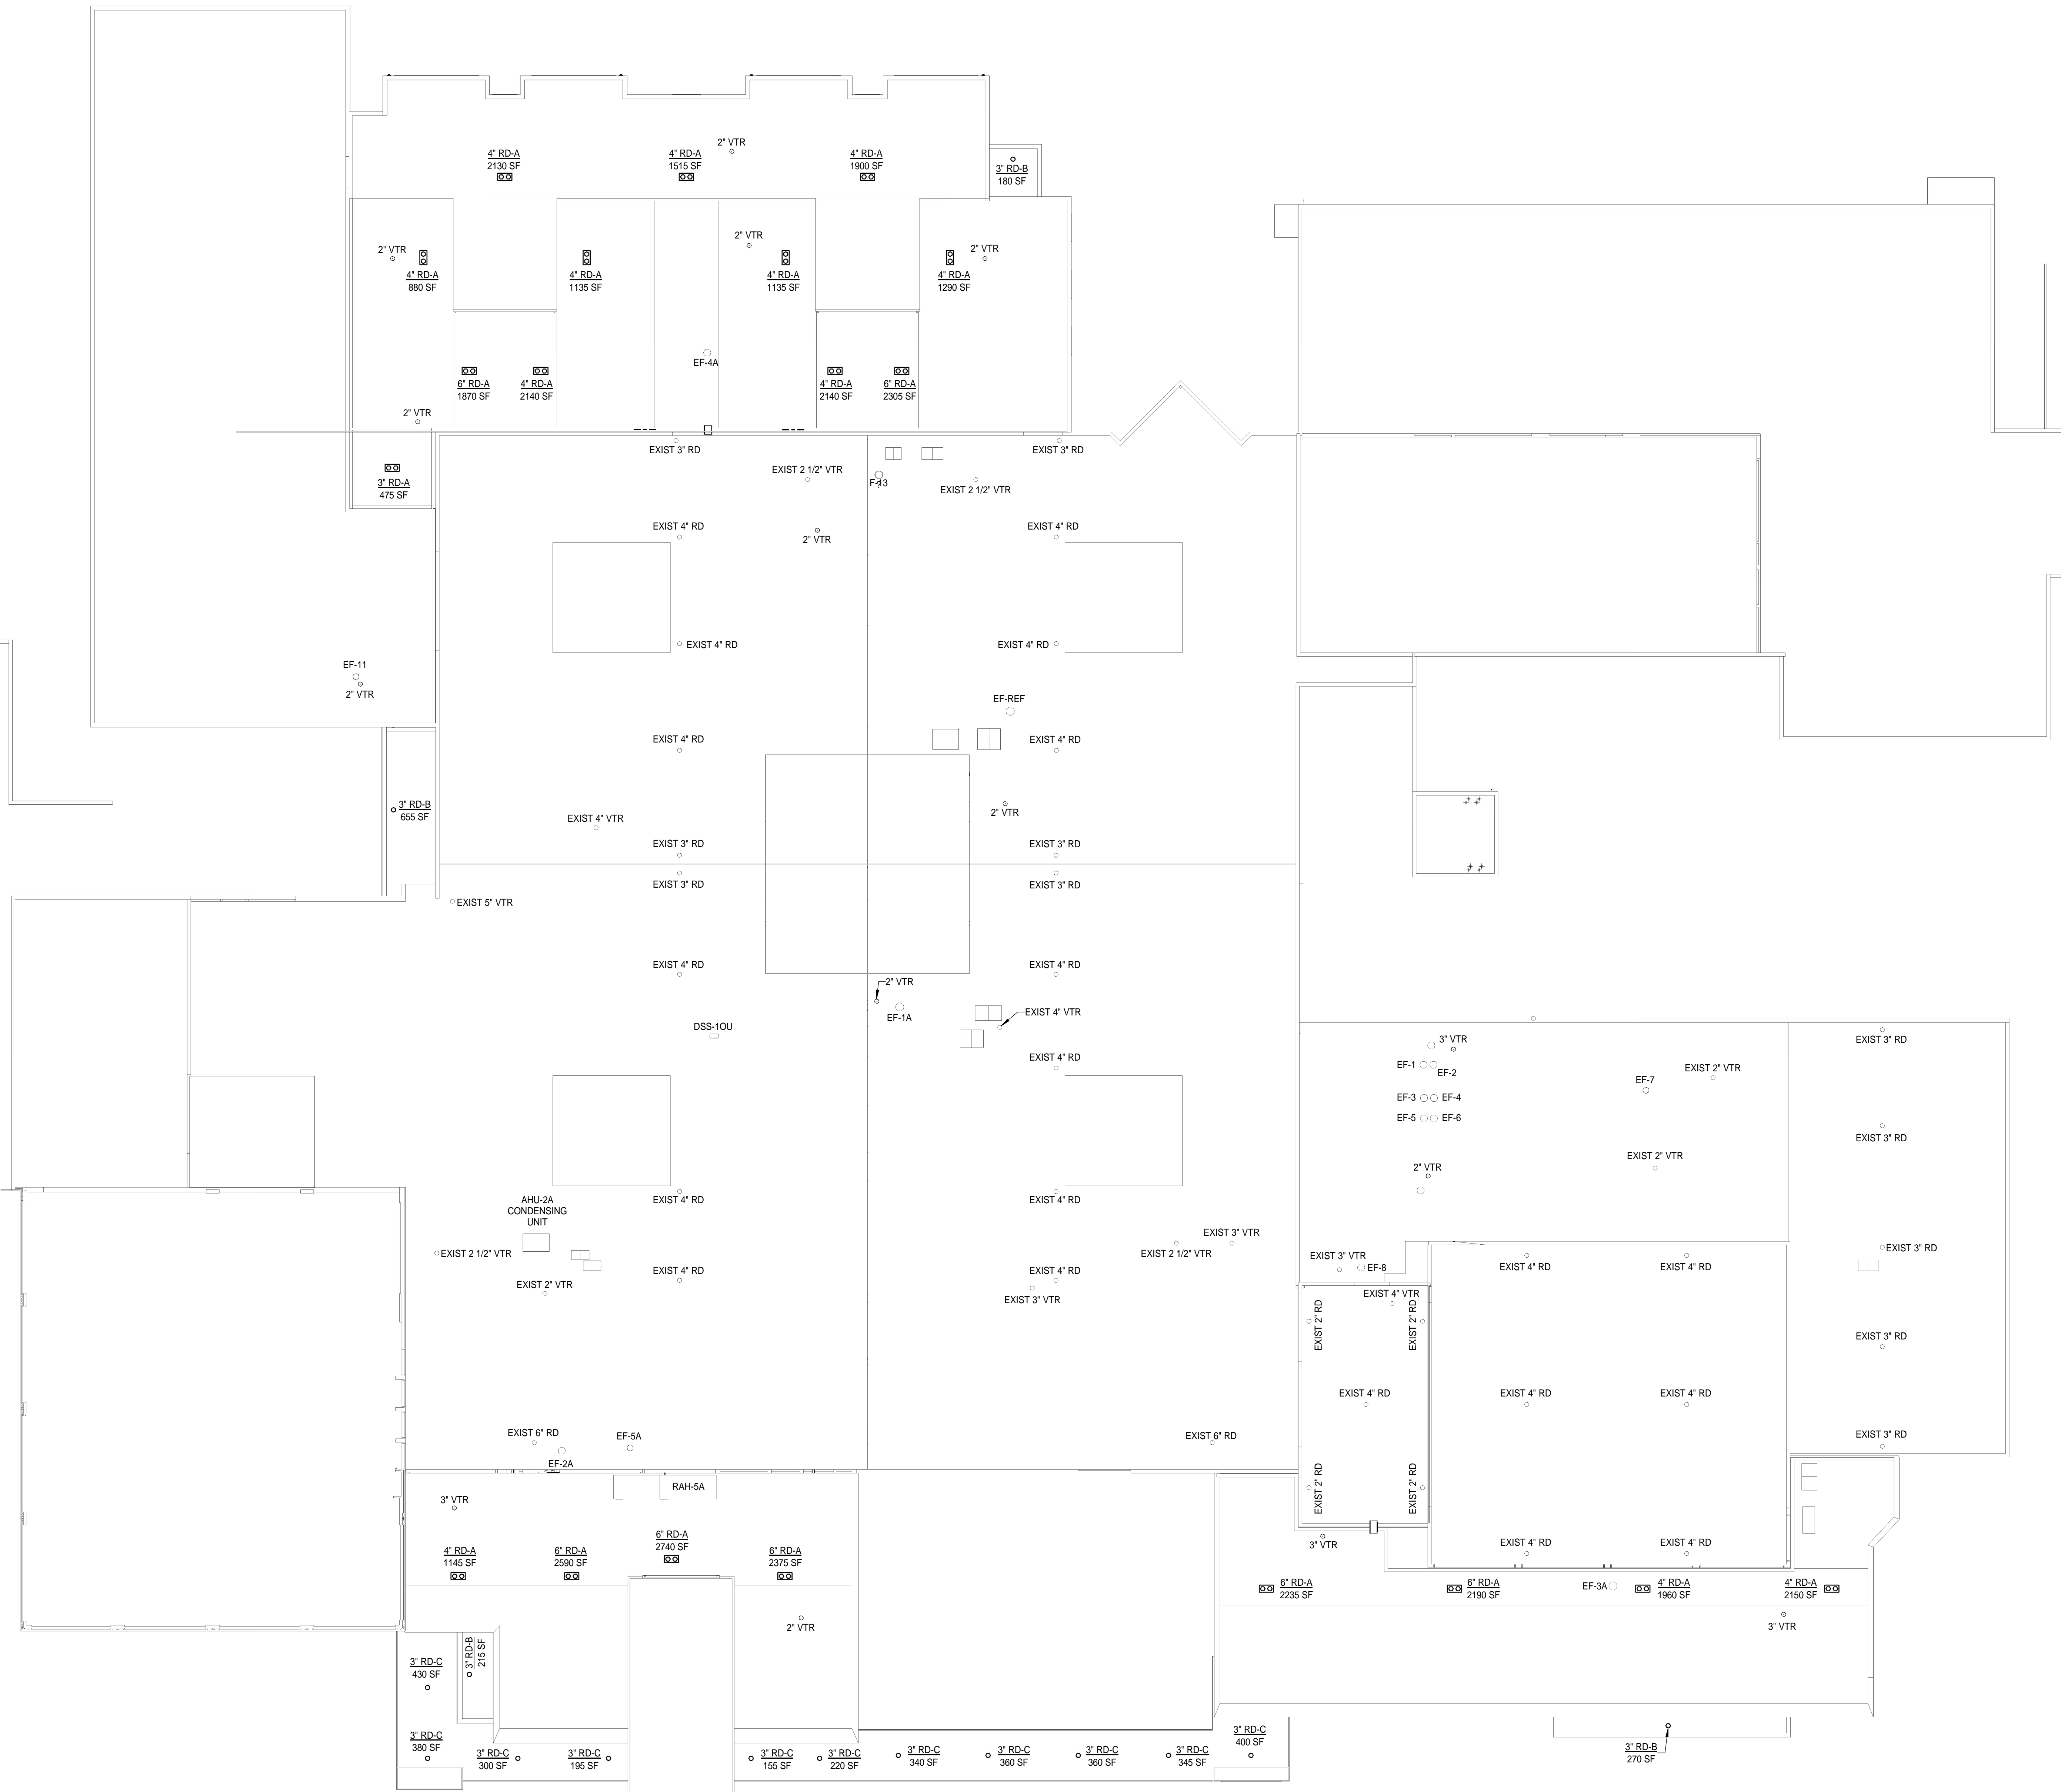 2" VTR
4" RD-A
2130 SF
4" RD-A
1515 SF
4" RD-A
1900 SF
3" RD-B
180 SF
2" VTR
2" VTR
2" VTR
4" RD-A
880 SF
4" RD-A
1135 SF
4" RD-A
1135 SF
4" RD-A
1290 SF
EF-4A
6" RD-A
1870 SF
4" RD-A
2140 SF
4" RD-A
2140 SF
6" RD-A
2305 SF
2" VTR
EXIST 3" RD
EXIST 3" RD
EXIST 2 1/2" VTR
3" RD-A
475 SF
EXIST 2 1/2" VTR
EXIST 4" RD
EXIST 4" RD
2" VTR
EXIST 4" RD
EXIST 4" RD
EF-11
2" VTR
EF-REF
EXIST 4" RD
EXIST 4" RD
3" RD-B
655 SF
2" VTR
EXIST 4" VTR
EXIST 3" RD
EXIST 3" RD
EXIST 3" RD
EXIST 3" RD
EXIST 5" VTR
EXIST 4" RD
EXIST 4" RD
2" VTR
EF-1A
EXIST 4" VTR
DSS-1OU
EXIST 4" RD
3" VTR
EXIST 3" RD
EF-1
EF-2
EXIST 2" VTR
EF-7
EF-3
EF-4
EF-5
EF-6
EXIST 3" RD
EXIST 2" VTR
2" VTR
AHU-2A
CONDENSING
UNIT
EXIST 4" RD
EXIST 4" RD
EXIST 3" VTR
EXIST 2 1/2" VTR
EXIST 2 1/2" VTR
EXIST 3" VTR
EF-8
EXIST 3" RD
EXIST 4" RD
EXIST 4" RD
EXIST 4" RD
EXIST 4" RD
EXIST 2" VTR
EXIST 3" VTR
EXIST 4" VTR
EXIST 2" RD
EXIST 2" RD
EXIST 3" RD
EXIST 4" RD
EXIST 4" RD
EXIST 4" RD
EXIST 6" RD
EF-5A
EXIST 6" RD
EXIST 3" RD
EF-2A
RAH-5A
EXIST 2" RD
EXIST 2" RD
3" VTR
6" RD-A
2740 SF
3" VTR
EXIST 4" RD
EXIST 4" RD
4" RD-A
1145 SF
6" RD-A
2590 SF
6" RD-A
2375 SF
6" RD-A
2235 SF
6" RD-A
2190 SF
EF-3A
4" RD-A
1960 SF
4" RD-A
2150 SF
2" VTR
3" VTR
3" RD-B
215 SF
3" RD-C
430 SF
3" RD-C
380 SF
3" RD-C
300 SF
3" RD-C
195 SF
3" RD-C
155 SF
3" RD-C
220 SF
3" RD-C
340 SF
3" RD-C
360 SF
3" RD-C
360 SF
3" RD-C
345 SF
3" RD-C
400 SF
3" RD-B
270 SF